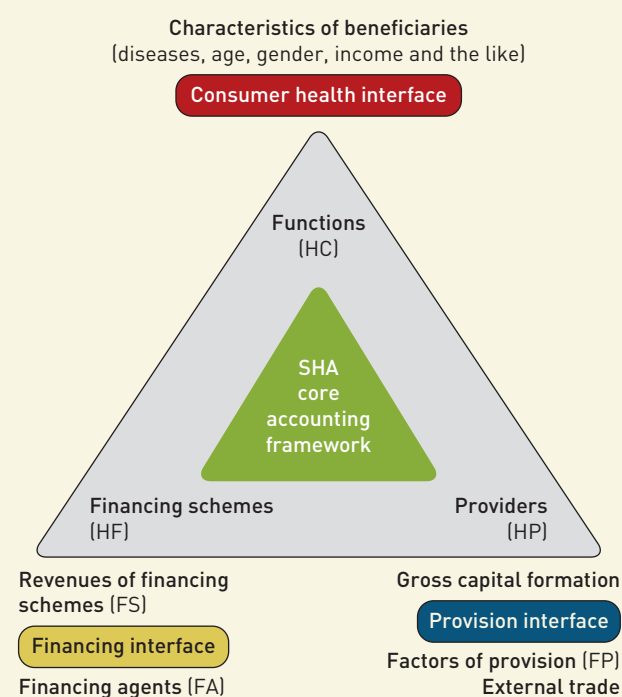 Characteristics of beneficiaries
(diseases, age, gender, income and the like)
Consumer health interface
Functions
(HC)
SHA
core
accounting
framework
Financing schemes
(HF)
Providers
(HP)
Revenues of financing
schemes (FS)
Financing interface
Financing agents (FA)
Gross capital formation
Provision interface
Factors of provision (FP)
External trade